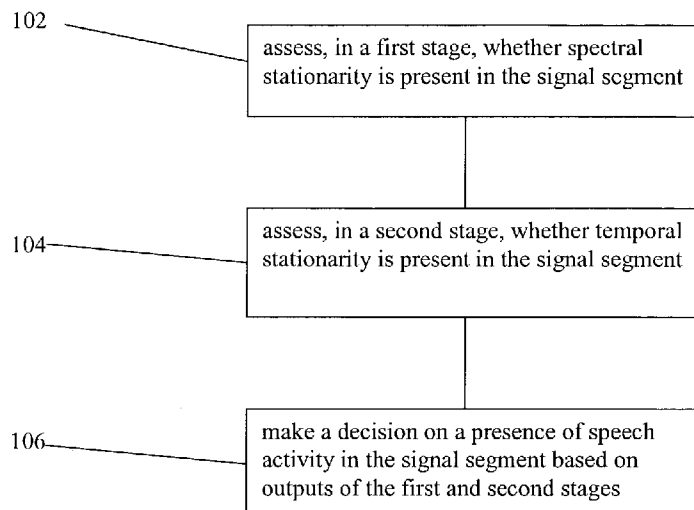 102
assess, in a first stage, whether spectral
stationarity is present in the signal segment
104
assess, in a second stage, whether temporal
stationarity is present in the signal segment
106
make a decision on a presence of speech
activity in the signal segment based on
outputs of the first and second stages